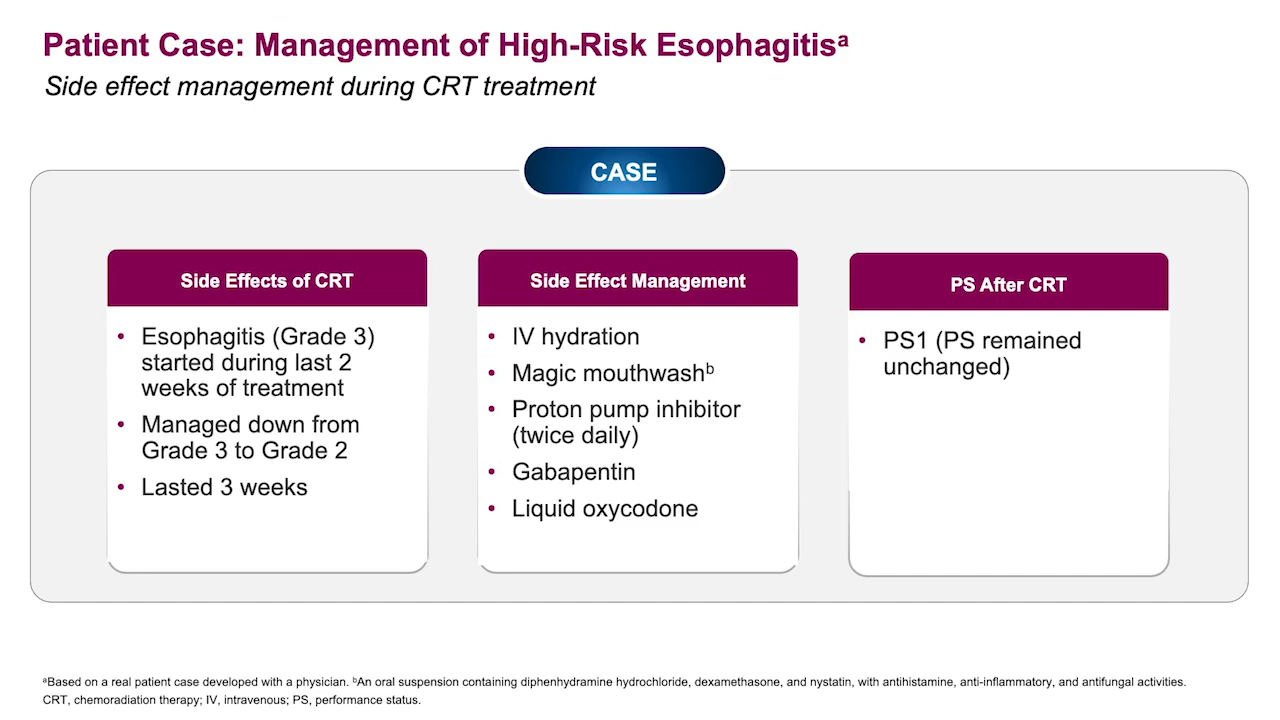 Patient Case: Management of High-Risk Esophagitisᵃ
Side effect management during CRT treatment
CASE
Side Effects of CRT
• Esophagitis (Grade 3)
started during last 2
weeks of treatment
• Managed down from
Grade 3 to Grade 2
• Lasted 3 weeks
Side Effect Management
• IV hydration
• Magic mouthwashᵇ
• Proton pump inhibitor
(twice daily)
• Gabapentin
• Liquid oxycodone
PS After CRT
• PS1 (PS remained
unchanged)
ᵃBased on a real patient case developed with a physician. ᵇAn oral suspension containing diphenhydramine hydrochloride, dexamethasone, and nystatin, with antihistamine, anti-inflammatory, and antifungal activities.
CRT, chemoradiation therapy; IV, intravenous; PS, performance status.